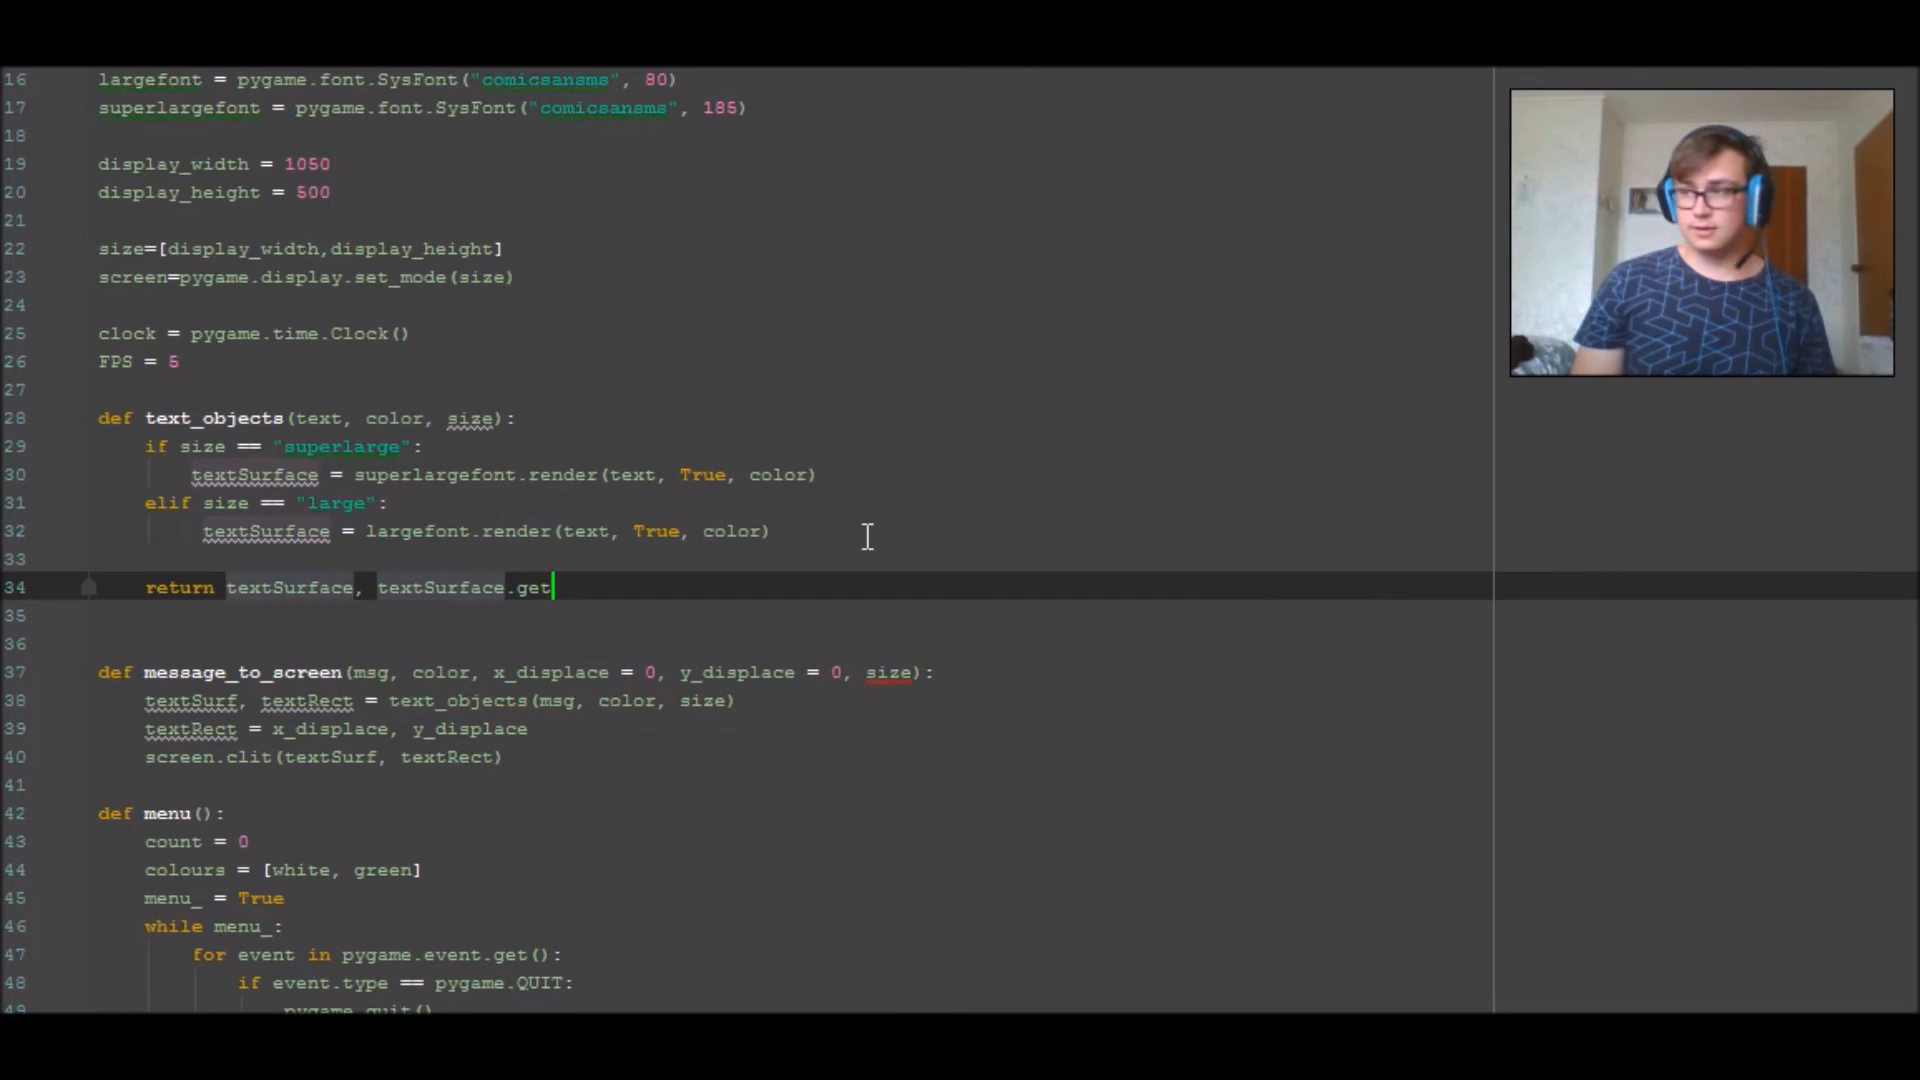 16 largefont = pygame.font.SysFont("comicsansms", 80)
17 superlargefont = pygame.font.SysFont("comicsansms", 185)
18
19 display_width = 1050
20 display_height = 500
21
22 size=[display_width,display_height]
23 screen=pygame.display.set_mode(size)
24
25 clock = pygame.time.Clock()
26 FPS = 5
27
28 def text_objects(text, color, size):
29 if size == "superlarge":
30 textSurface = superlargefont.render(text, True, color)
31 elif size == "large":
32 textSurface = largefont.render(text, True, color)
33
34 return textSurface, textSurface.get
35
36
37 def message_to_screen(msg, color, x_displace = 0, y_displace = 0, size):
38 textSurf, textRect = text_objects(msg, color, size)
39 textRect = x_displace, y_displace
40 screen.clit(textSurf, textRect)
41
42 def menu():
43 count = 0
44 colours = [white, green]
45 menu_ = True
46 while menu_:
47 for event in pygame.event.get():
48 if event.type == pygame.QUIT:
49 pygame.quit()